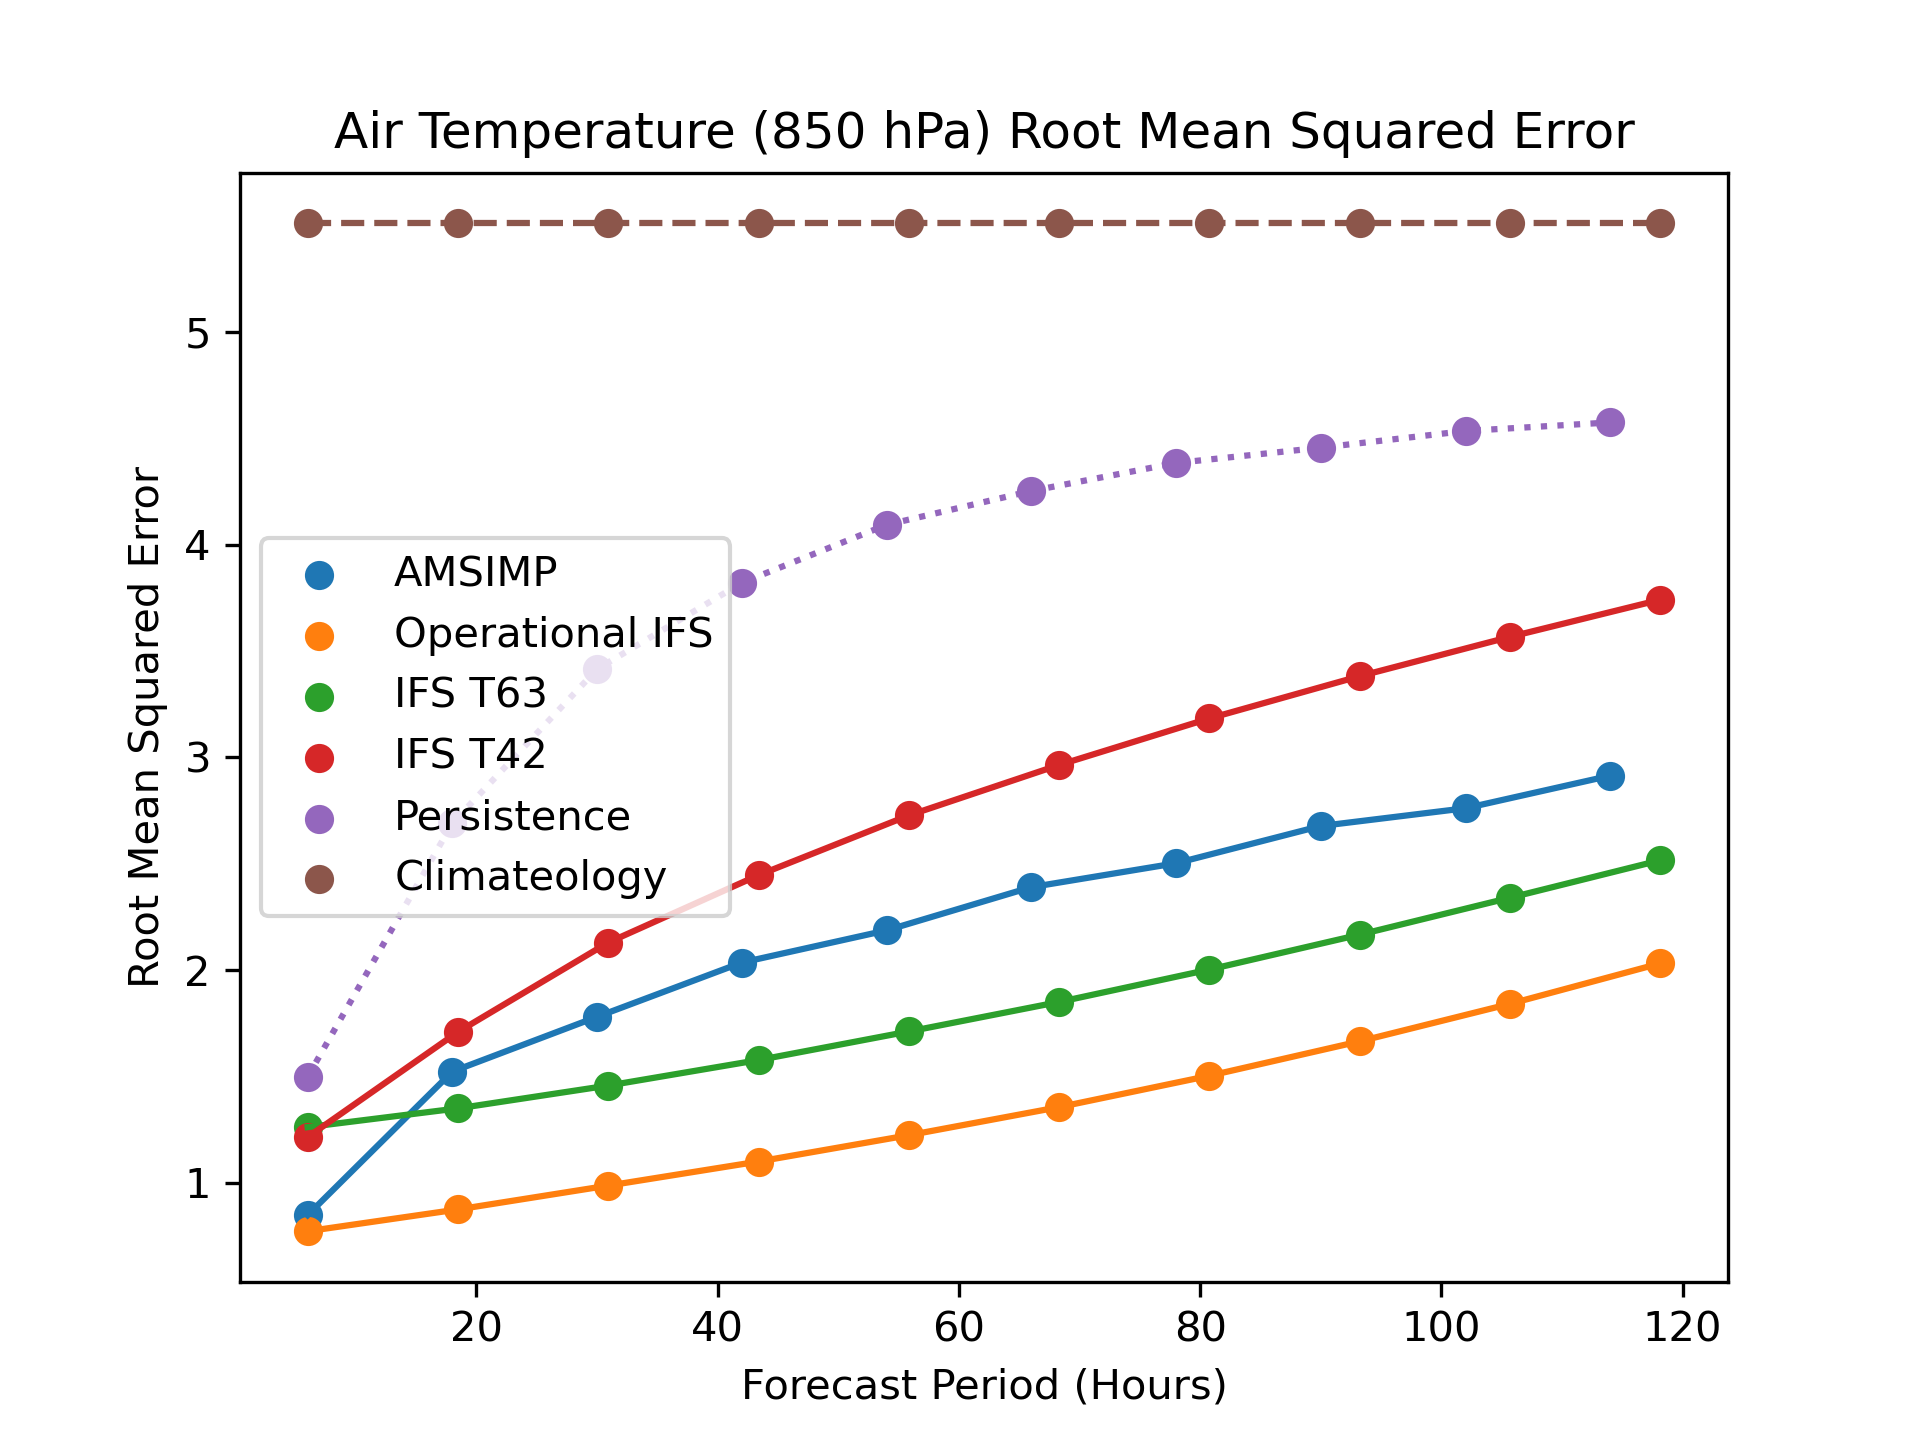 Air Temperature (850 hPa) Root Mean Squared Error
Root Mean Squared Error
5
4
3
2
1
AMSIMP
Operational IFS
IFS T63
IFS T42
Persistence
Climateology
20 40 60 80 100 120
Forecast Period (Hours)